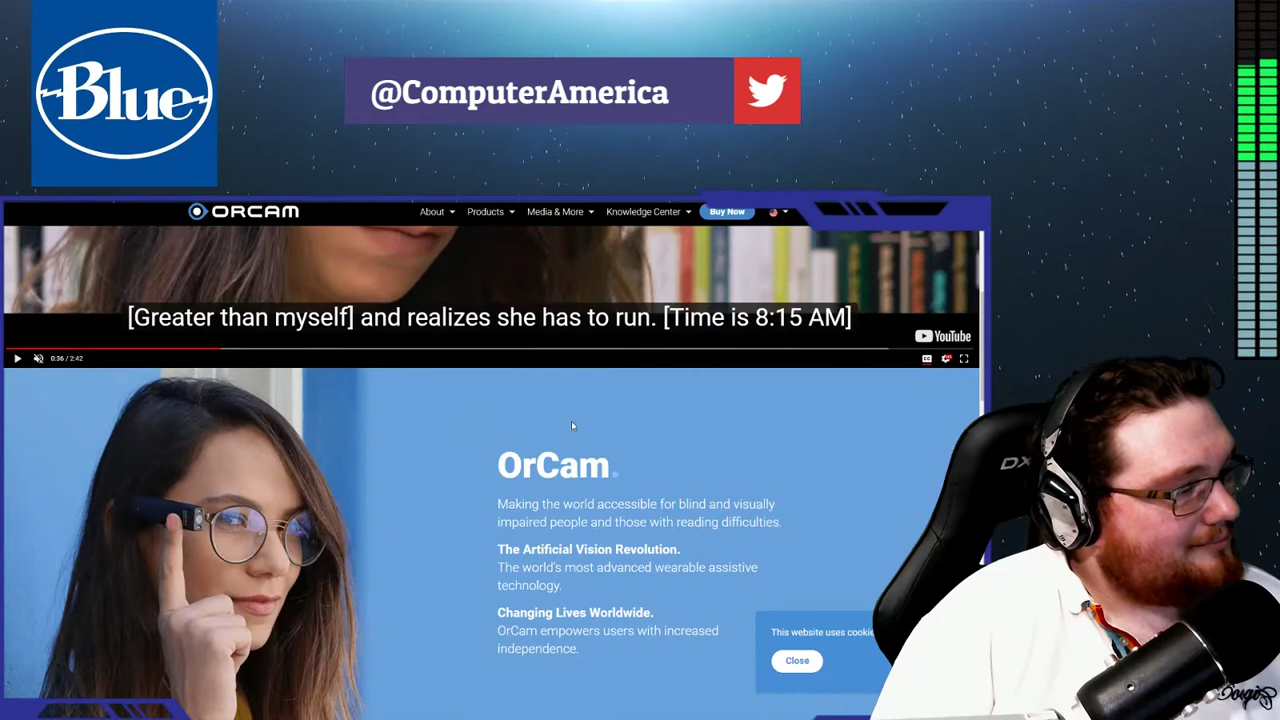 Blue
@ComputerAmerica
ORCAM
About Products Media & More Knowledge Center Buy Now
[Greater than myself] and realizes she has to run. [Time is 8:15 AM]
YouTube
0:36 / 2:42
OrCam
Making the world accessible for blind and visually
impaired people and those with reading difficulties.
The Artificial Vision Revolution.
The world's most advanced wearable assistive
technology.
Changing Lives Worldwide.
OrCam empowers users with increased
independence.
This website uses cookie
Close
DX